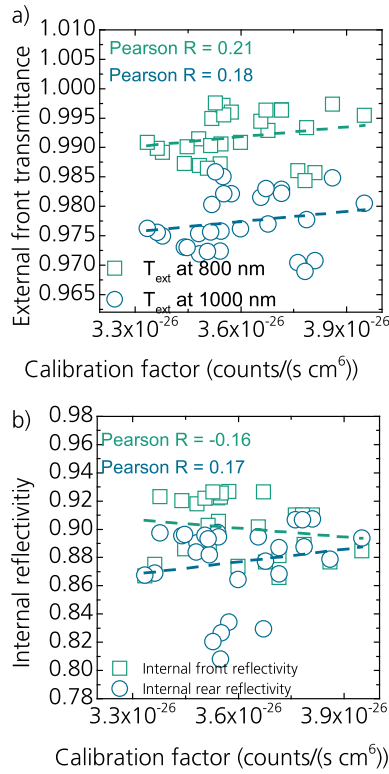 a)
1.010
1.005
1.000
0.995
0.990
0.985
0.980
0.975
0.970
0.965
External front transmittance
Pearson R = 0.21
Pearson R = 0.18
T_ext at 800 nm
T_ext at 1000 nm
3.3x10^-26 3.6x10^-26 3.9x10^-26
Calibration factor (counts/(s cm^6))
b)
0.98
0.96
0.94
0.92
0.90
0.88
0.86
0.84
0.82
0.80
0.78
Internal reflectivitiy
Pearson R = -0.16
Pearson R = 0.17
Internal front reflectivity
Internal rear reflectivity
3.3x10^-26 3.6x10^-26 3.9x10^-26
Calibration factor (counts/(s cm^6))